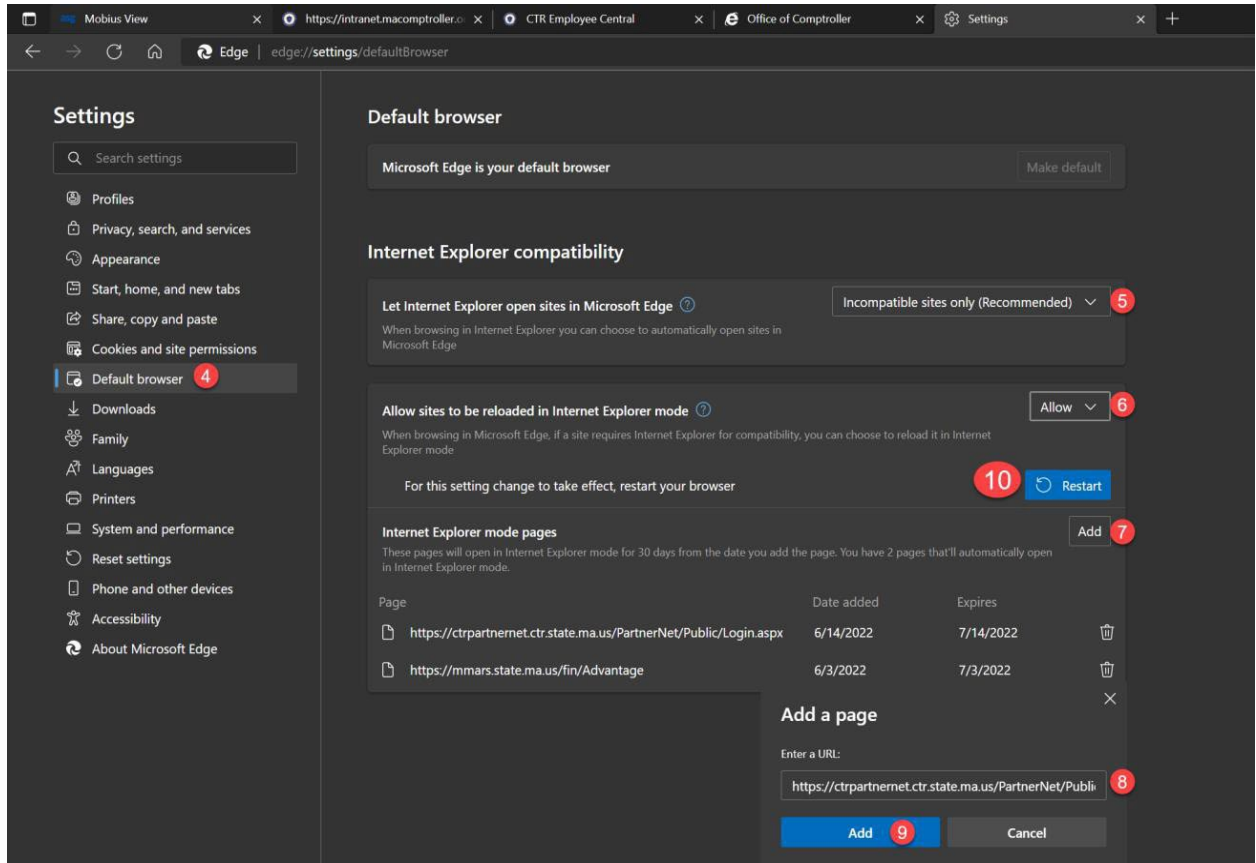 Mobius View
https://intranet.macomptroller.o
CTR Employee Central
Office of Comptroller
Settings
Edge
edge://settings/defaultBrowser
Settings
Search settings
Profiles
Privacy, search, and services
Appearance
Start, home, and new tabs
Share, copy and paste
Cookies and site permissions
Default browser 4
Downloads
Family
Languages
Printers
System and performance
Reset settings
Phone and other devices
Accessibility
About Microsoft Edge
Default browser
Microsoft Edge is your default browser
Make default
Internet Explorer compatibility
Let Internet Explorer open sites in Microsoft Edge ?
Incompatible sites only (Recommended) 5
When browsing in Internet Explorer you can choose to automatically open sites in
Microsoft Edge
Allow sites to be reloaded in Internet Explorer mode ?
Allow 6
When browsing in Microsoft Edge, if a site requires Internet Explorer for compatibility, you can choose to reload it in Internet
Explorer mode
For this setting change to take effect, restart your browser
10 Restart
Internet Explorer mode pages
Add 7
These pages will open in Internet Explorer mode for 30 days from the date you add the page. You have 2 pages that'll automatically open
in Internet Explorer mode.
Page Date added Expires
https://ctrpartnernet.ctr.state.ma.us/PartnerNet/Public/Login.aspx 6/14/2022 7/14/2022
https://mmars.state.ma.us/fin/Advantage 6/3/2022 7/3/2022
Add a page
Enter a URL:
https://ctrpartnernet.ctr.state.ma.us/PartnerNet/Publi 8
Add 9 Cancel